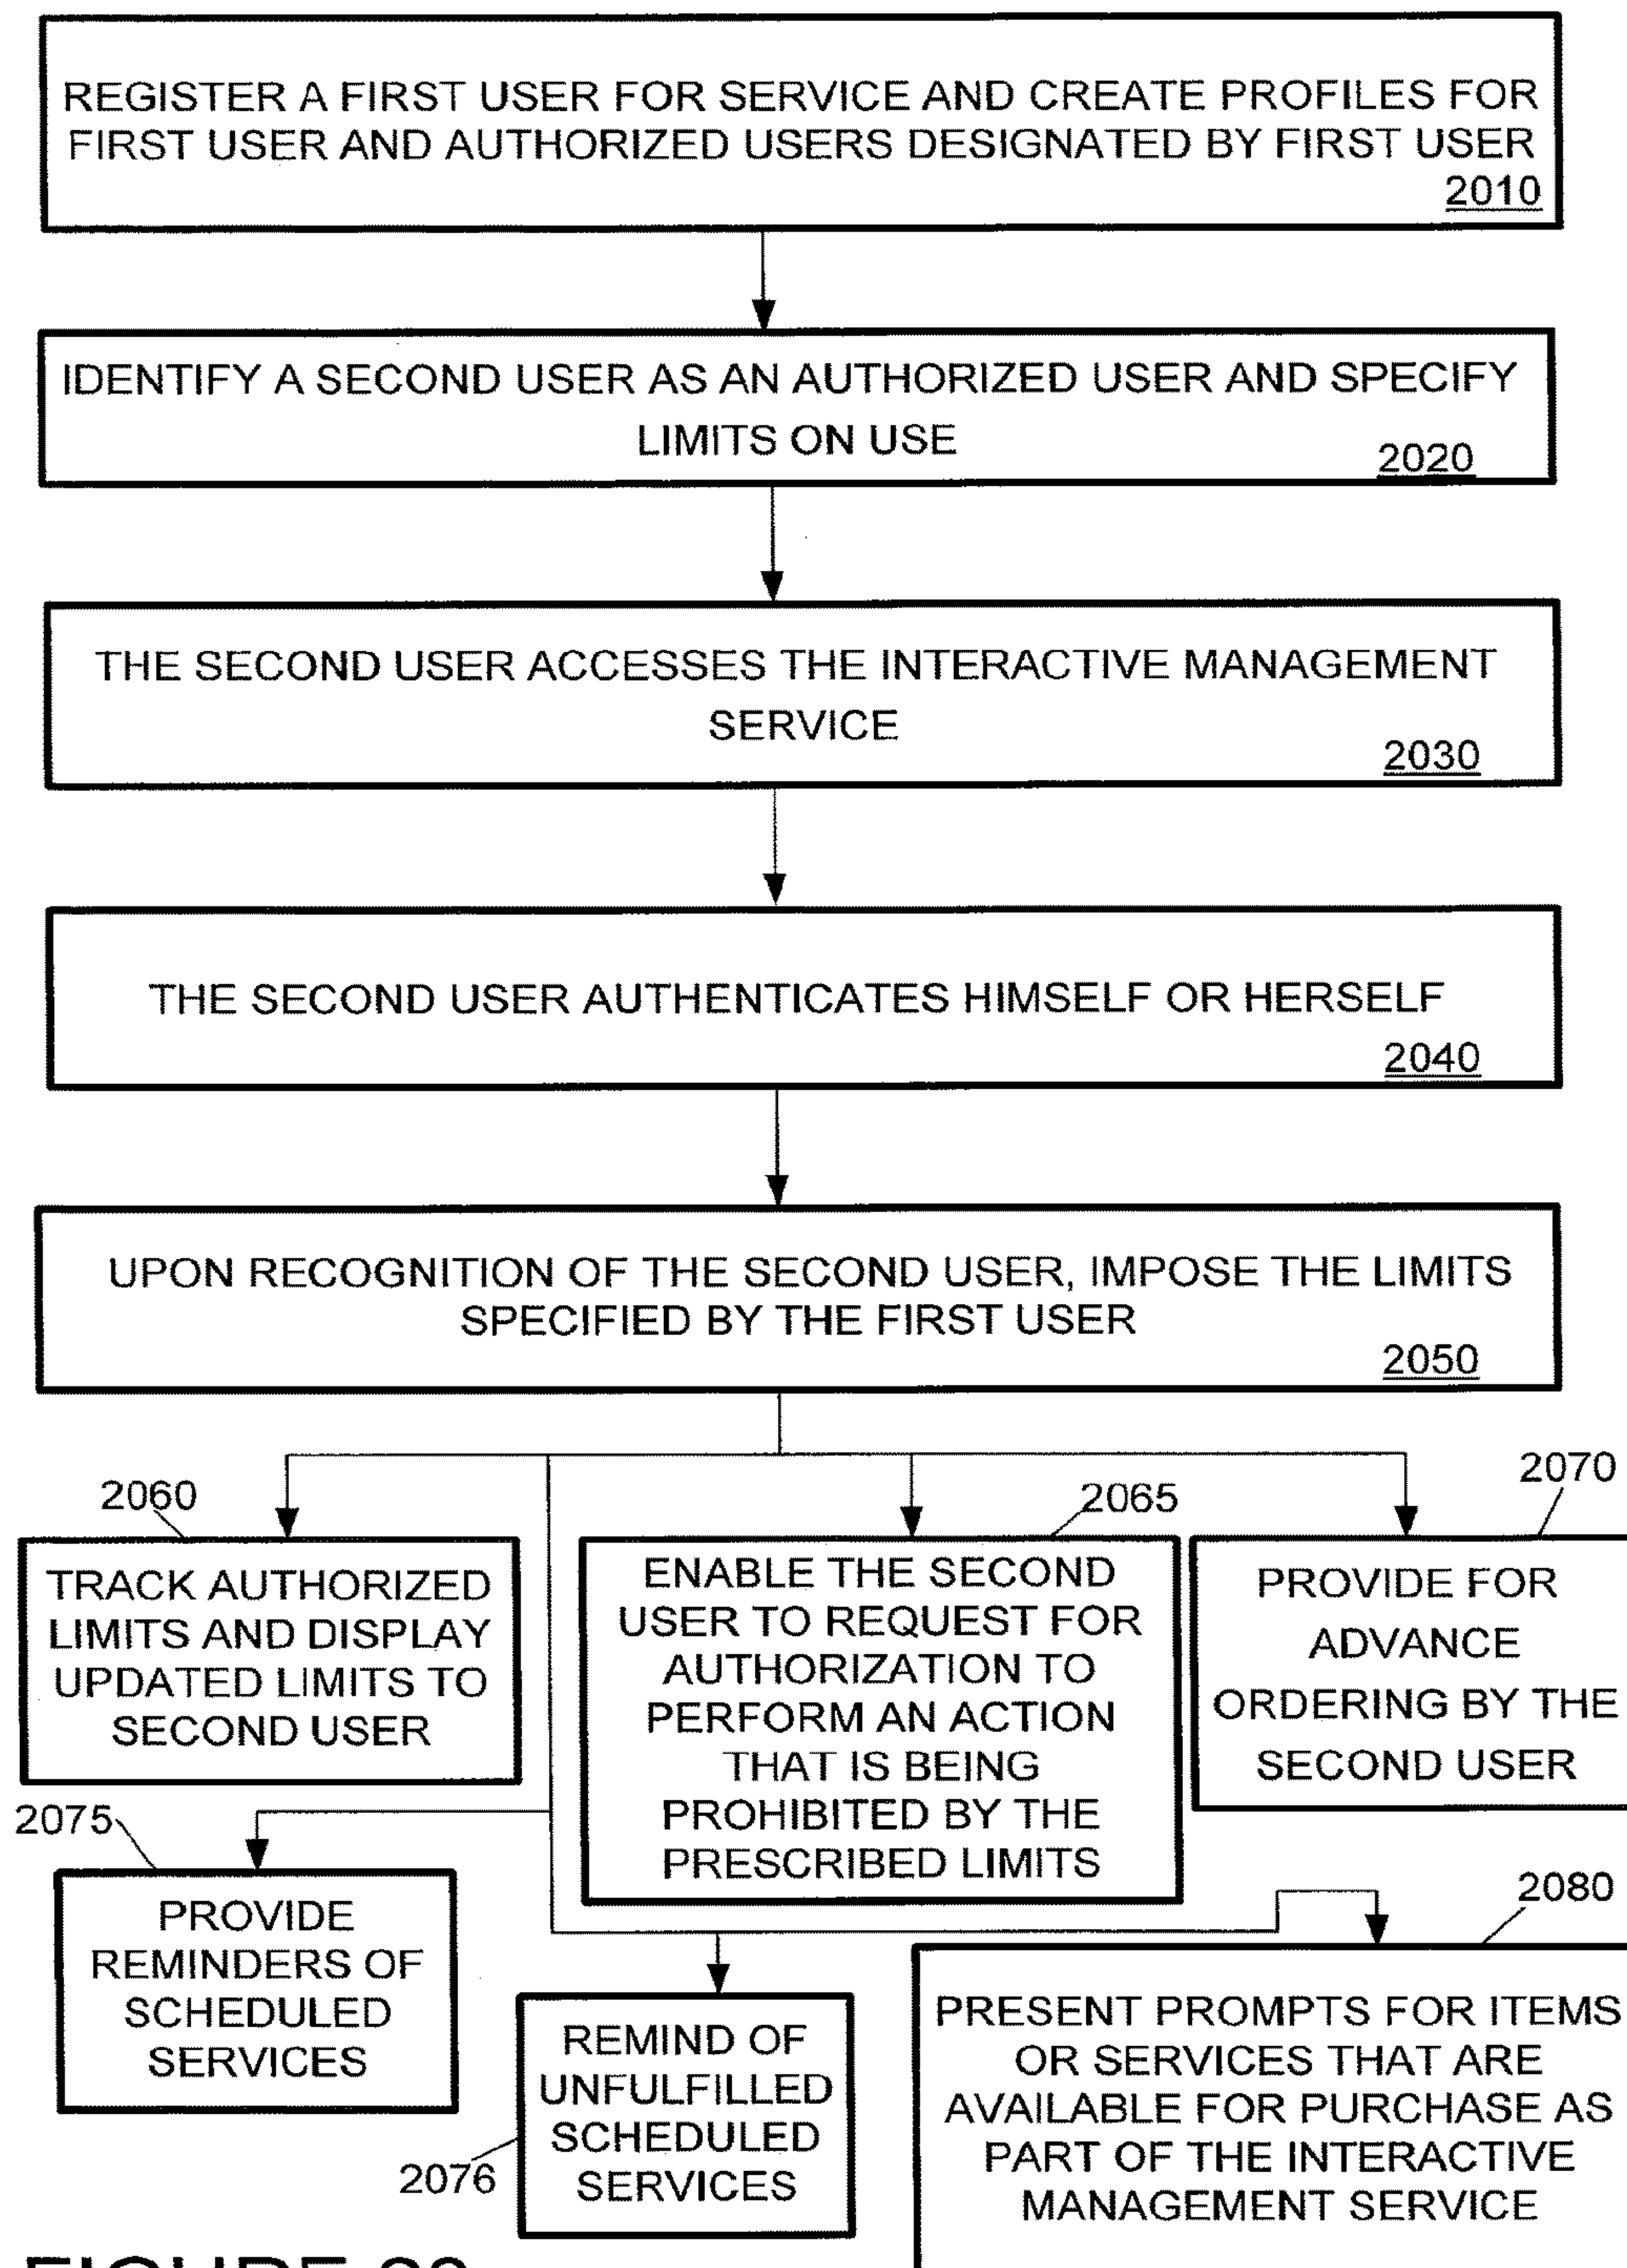 REGISTER A FIRST USER FOR SERVICE AND CREATE PROFILES FOR
FIRST USER AND AUTHORIZED USERS DESIGNATED BY FIRST USER
2010
IDENTIFY A SECOND USER AS AN AUTHORIZED USER AND SPECIFY
LIMITS ON USE
2020
THE SECOND USER ACCESSES THE INTERACTIVE MANAGEMENT
SERVICE
2030
THE SECOND USER AUTHENTICATES HIMSELF OR HERSELF
2040
UPON RECOGNITION OF THE SECOND USER, IMPOSE THE LIMITS
SPECIFIED BY THE FIRST USER
2050
2060
TRACK AUTHORIZED
LIMITS AND DISPLAY
UPDATED LIMITS TO
SECOND USER
2065
ENABLE THE SECOND
USER TO REQUEST FOR
AUTHORIZATION TO
PERFORM AN ACTION
THAT IS BEING
PROHIBITED BY THE
PRESCRIBED LIMITS
2070
PROVIDE FOR
ADVANCE
ORDERING BY THE
SECOND USER
2075
PROVIDE
REMINDERS OF
SCHEDULED
SERVICES
2076
REMIND OF
UNFULFILLED
SCHEDULED
SERVICES
2080
PRESENT PROMPTS FOR ITEMS
OR SERVICES THAT ARE
AVAILABLE FOR PURCHASE AS
PART OF THE INTERACTIVE
MANAGEMENT SERVICE
FIGURE